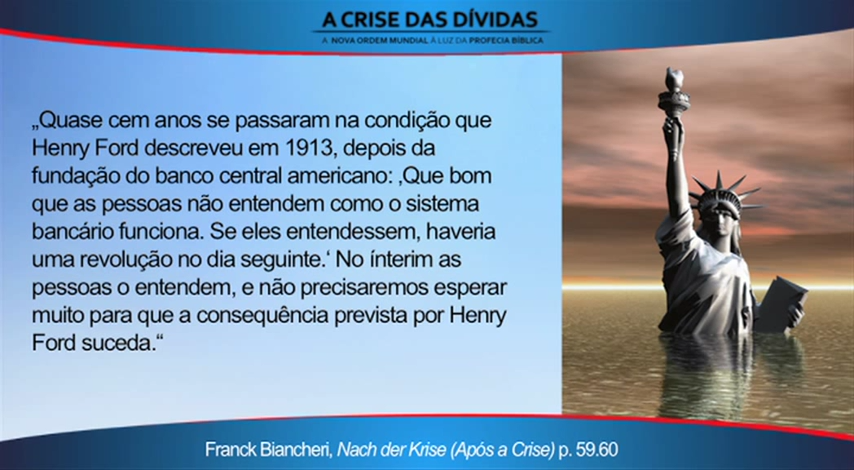 A CRISE DAS DÍVIDAS
A NOVA ORDEM MUNDIAL À LUZ DA PROFECIA BÍBLICA
„Quase cem anos se passaram na condição que
Henry Ford descreveu em 1913, depois da
fundação do banco central americano: ‚Que bom
que as pessoas não entendem como o sistema
bancário funciona. Se eles entendessem, haveria
uma revolução no dia seguinte.‘ No ínterim as
pessoas o entendem, e não precisaremos esperar
muito para que a consequência prevista por Henry
Ford suceda.“
Franck Biancheri, Nach der Krise (Após a Crise) p. 59.60